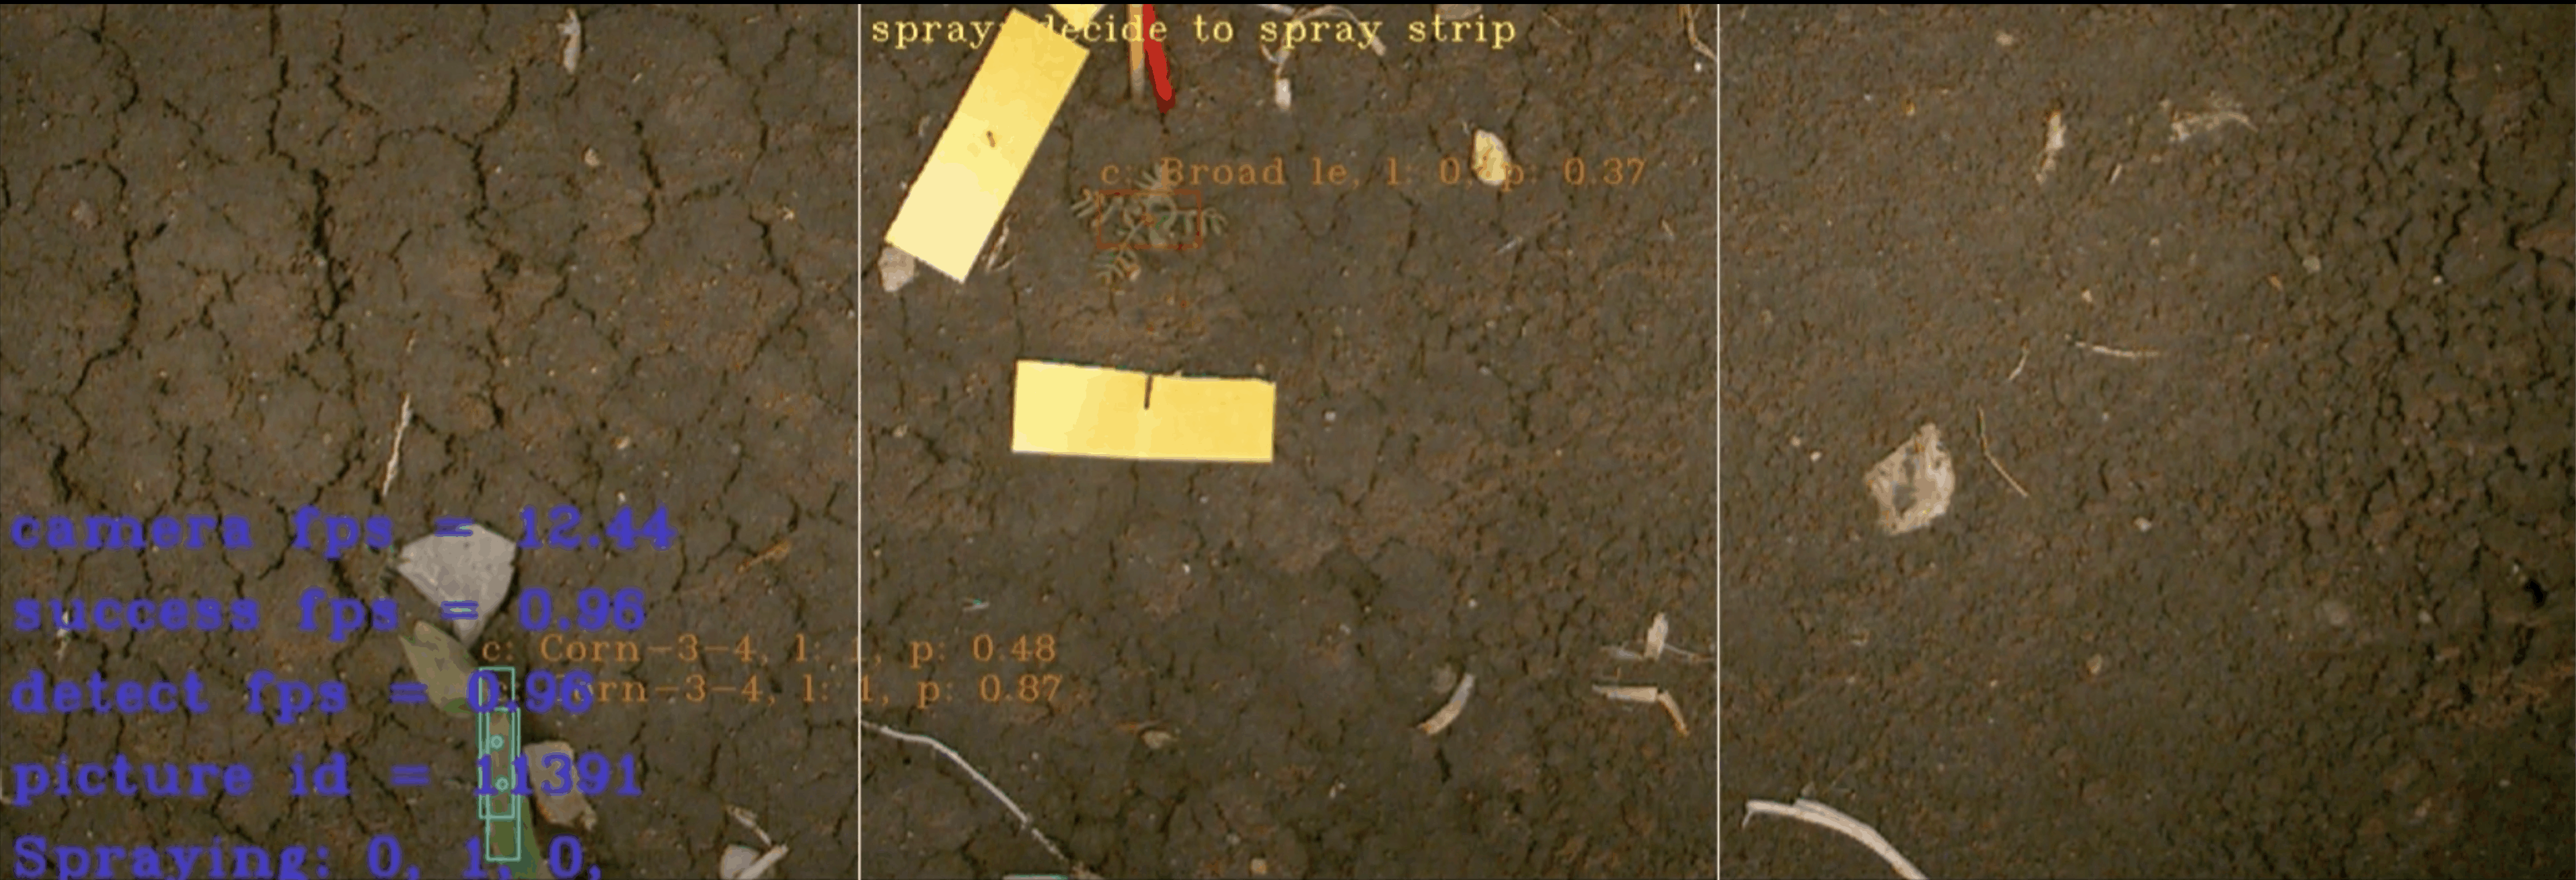 spray: decide to spray strip
c: Broad le, l: 0, p: 0.37
camera fps = 12.44
success fps = 0.96
c: Corn-3-4, l: 1, p: 0.48
c: Corn-3-4, l: 1, p: 0.87
detect fps = 0.96
picture id = 11391
Spraying: 0, 1, 0,